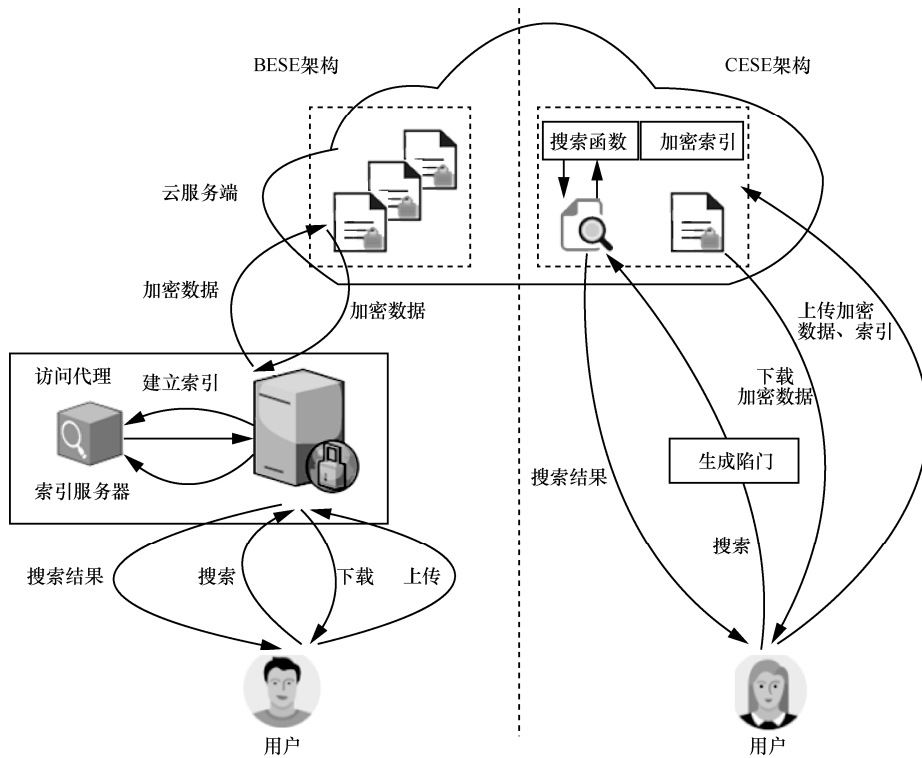 BESE架构
CESE架构
搜索函数
加密索引
云服务端
加密数据
加密数据
上传加密
数据、索引
访问代理
建立索引
下载
加密数据
索引服务器
搜索结果
生成陷门
搜索
搜索结果
搜索
下载
上传
用户
用户